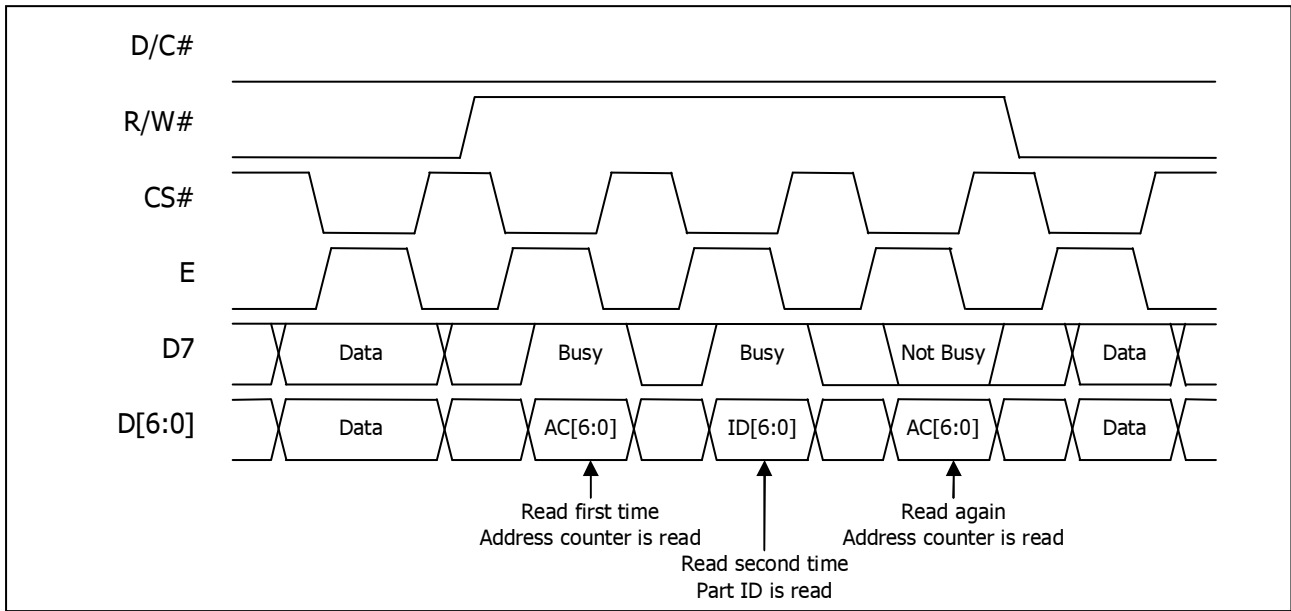 D/C#
R/W#
CS#
E
D7
Data
Busy
Busy
Not Busy
Data
D[6:0]
Data
AC[6:0]
ID[6:0]
AC[6:0]
Data
Read first time
Address counter is read
Read second time
Part ID is read
Read again
Address counter is read